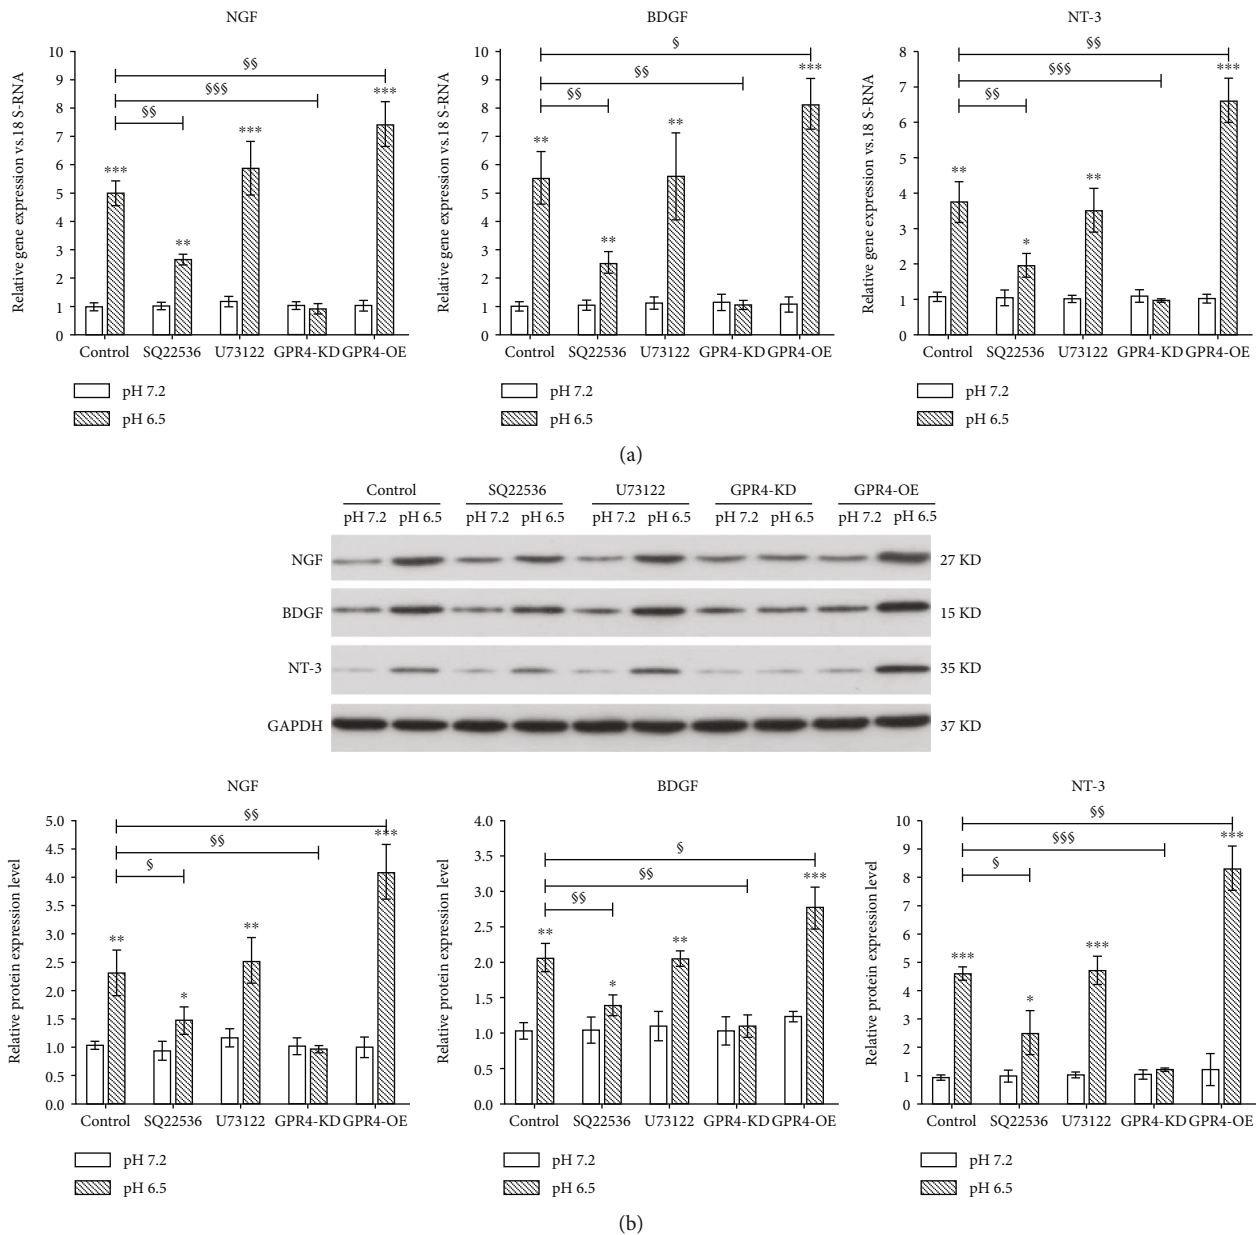 NGF
Relative gene expression vs.18 S-RNA
10
9
8
7
6
5
4
3
2
1
0
§§
§§§
§§
***
**
***
***
Control SQ22536 U73122 GPR4-KD GPR4-OE
pH 7.2
pH 6.5
BDGF
Relative gene expression vs.18 S-RNA
10
9
8
7
6
5
4
3
2
1
0
§
§§
§§
**
**
**
***
Control SQ22536 U73122 GPR4-KD GPR4-OE
pH 7.2
pH 6.5
NT-3
Relative gene expression vs.18 S-RNA
8
7
6
5
4
3
2
1
0
§§
§§§
§§
**
*
**
***
Control SQ22536 U73122 GPR4-KD GPR4-OE
pH 7.2
pH 6.5
(a)
Control SQ22536 U73122 GPR4-KD GPR4-OE
pH 7.2 pH 6.5 pH 7.2 pH 6.5 pH 7.2 pH 6.5 pH 7.2 pH 6.5 pH 7.2 pH 6.5
NGF 27 KD
BDGF 15 KD
NT-3 35 KD
GAPDH 37 KD
NGF
Relative protein expression level
5.0
4.5
4.0
3.5
3.0
2.5
2.0
1.5
1.0
0.5
0.0
§§
§§
§
**
*
**
***
Control SQ22536 U73122 GPR4-KD GPR4-OE
pH 7.2
pH 6.5
BDGF
Relative protein expression level
4.0
3.5
3.0
2.5
2.0
1.5
1.0
0.5
0.0
§
§§
§§
**
*
**
***
Control SQ22536 U73122 GPR4-KD GPR4-OE
pH 7.2
pH 6.5
NT-3
Relative protein expression level
10
9
8
7
6
5
4
3
2
1
0
§§
§§§
§
***
*
***
***
Control SQ22536 U73122 GPR4-KD GPR4-OE
pH 7.2
pH 6.5
(b)